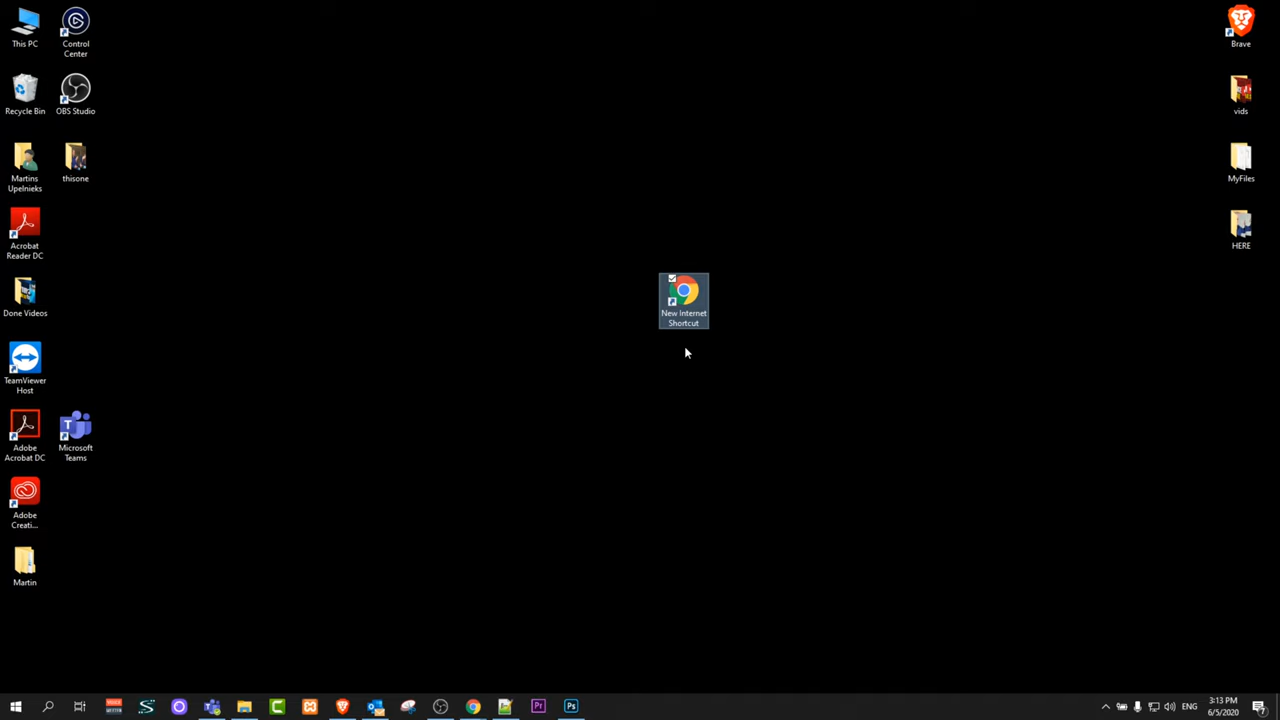 This PC
Control
Center
Brave
Recycle Bin
OBS Studio
vids
Martins
Upelnieks
thisone
MyFiles
Acrobat
Reader DC
HERE
Done Videos
New Internet
Shortcut
TeamViewer
Host
Adobe
Acrobat DC
Microsoft
Teams
Adobe
Creati...
Martin
Pr
Ps
ENG
3:13 PM
6/5/2020